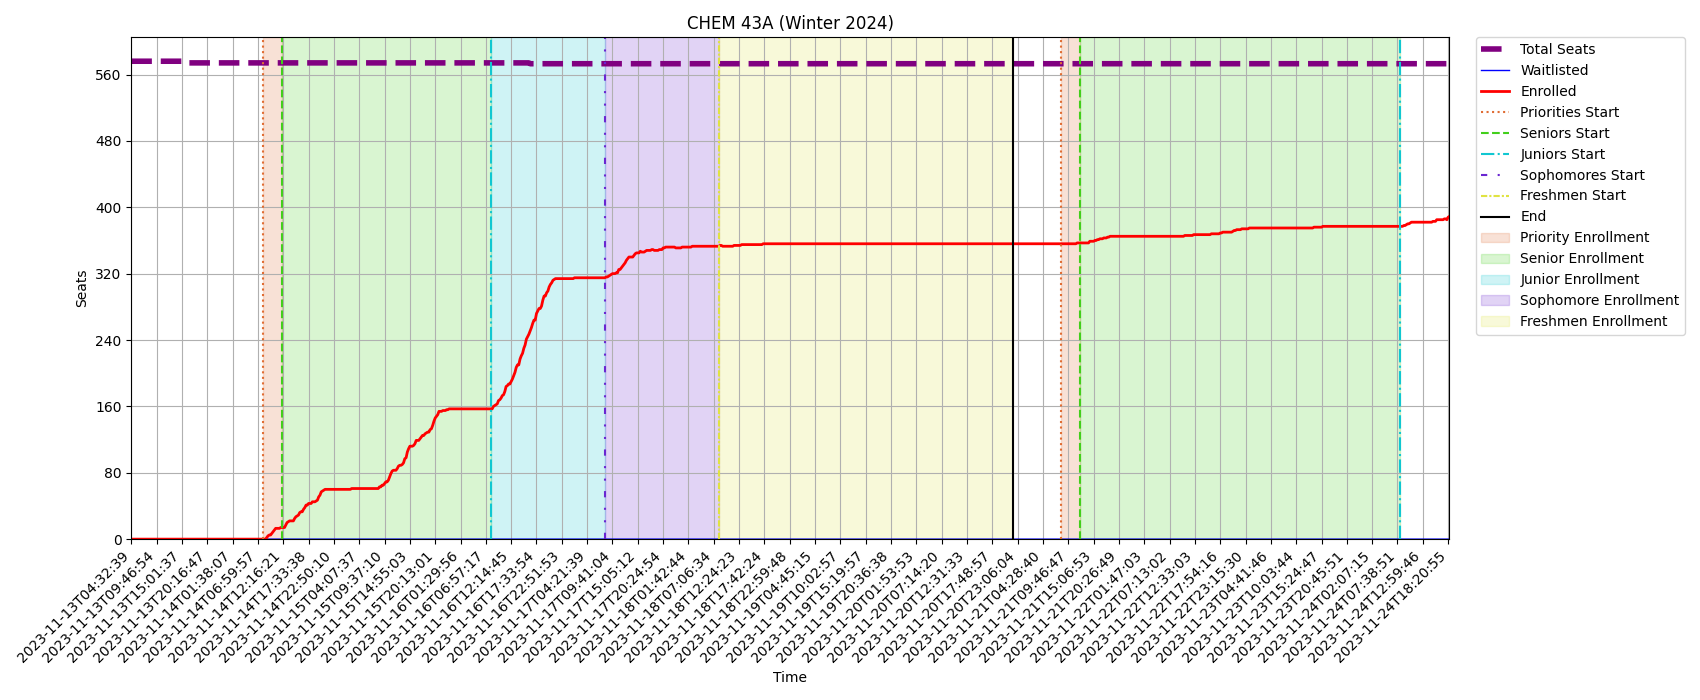 CHEM 43A (Winter 2024)
Seats
560
480
400
320
240
160
80
0
2023-11-13T04:32:39
2023-11-13T09:46:54
2023-11-13T15:01:37
2023-11-13T20:16:47
2023-11-14T01:38:07
2023-11-14T06:59:57
2023-11-14T12:16:21
2023-11-14T17:33:38
2023-11-14T22:50:10
2023-11-15T04:07:37
2023-11-15T09:37:10
2023-11-15T14:55:03
2023-11-15T20:13:01
2023-11-16T01:29:56
2023-11-16T06:57:17
2023-11-16T12:14:45
2023-11-16T17:33:54
2023-11-16T22:51:53
2023-11-17T04:21:39
2023-11-17T09:41:04
2023-11-17T15:05:12
2023-11-17T20:24:54
2023-11-18T01:42:44
2023-11-18T07:06:34
2023-11-18T12:24:23
2023-11-18T17:42:24
2023-11-18T22:59:48
2023-11-19T04:45:15
2023-11-19T10:02:57
2023-11-19T15:19:57
2023-11-19T20:36:38
2023-11-20T01:53:53
2023-11-20T07:14:20
2023-11-20T12:31:33
2023-11-20T17:48:57
2023-11-20T23:06:04
2023-11-21T04:28:40
2023-11-21T09:46:47
2023-11-21T15:06:53
2023-11-21T20:26:49
2023-11-22T01:47:03
2023-11-22T07:13:02
2023-11-22T12:33:03
2023-11-22T17:54:16
2023-11-22T23:15:30
2023-11-23T04:41:46
2023-11-23T10:03:44
2023-11-23T15:24:47
2023-11-23T20:45:51
2023-11-24T02:07:15
2023-11-24T07:38:51
2023-11-24T12:59:46
2023-11-24T18:20:55
Time
Total Seats
Waitlisted
Enrolled
Priorities Start
Seniors Start
Juniors Start
Sophomores Start
Freshmen Start
End
Priority Enrollment
Senior Enrollment
Junior Enrollment
Sophomore Enrollment
Freshmen Enrollment